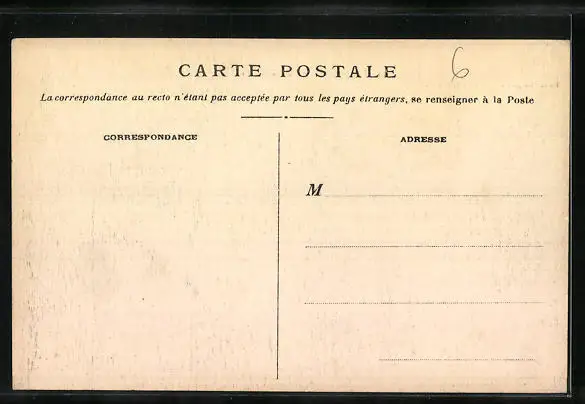 6
CARTE POSTALE
La correspondance au recto n'étant pas acceptée par tous les pays étrangers, se renseigner à la Poste
CORRESPONDANCE
ADRESSE
M